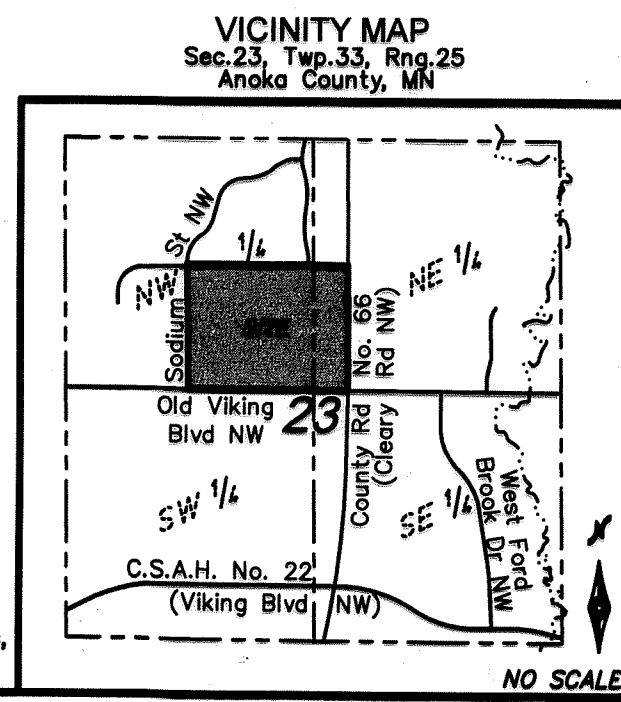 VICINITY MAP
Sec.23, Twp.33, Rng.25
Anoka County, MN
St NW
1/4
NW
NE 1/4
Sodium
SITE
No. 66
Rd NW)
Old Viking
Blvd NW
23
County Rd
(Cleary
SW 1/4
SE 1/4
West Ford
Brook Dr NW
C.S.A.H. No. 22
(Viking Blvd NW)
N
NO SCALE